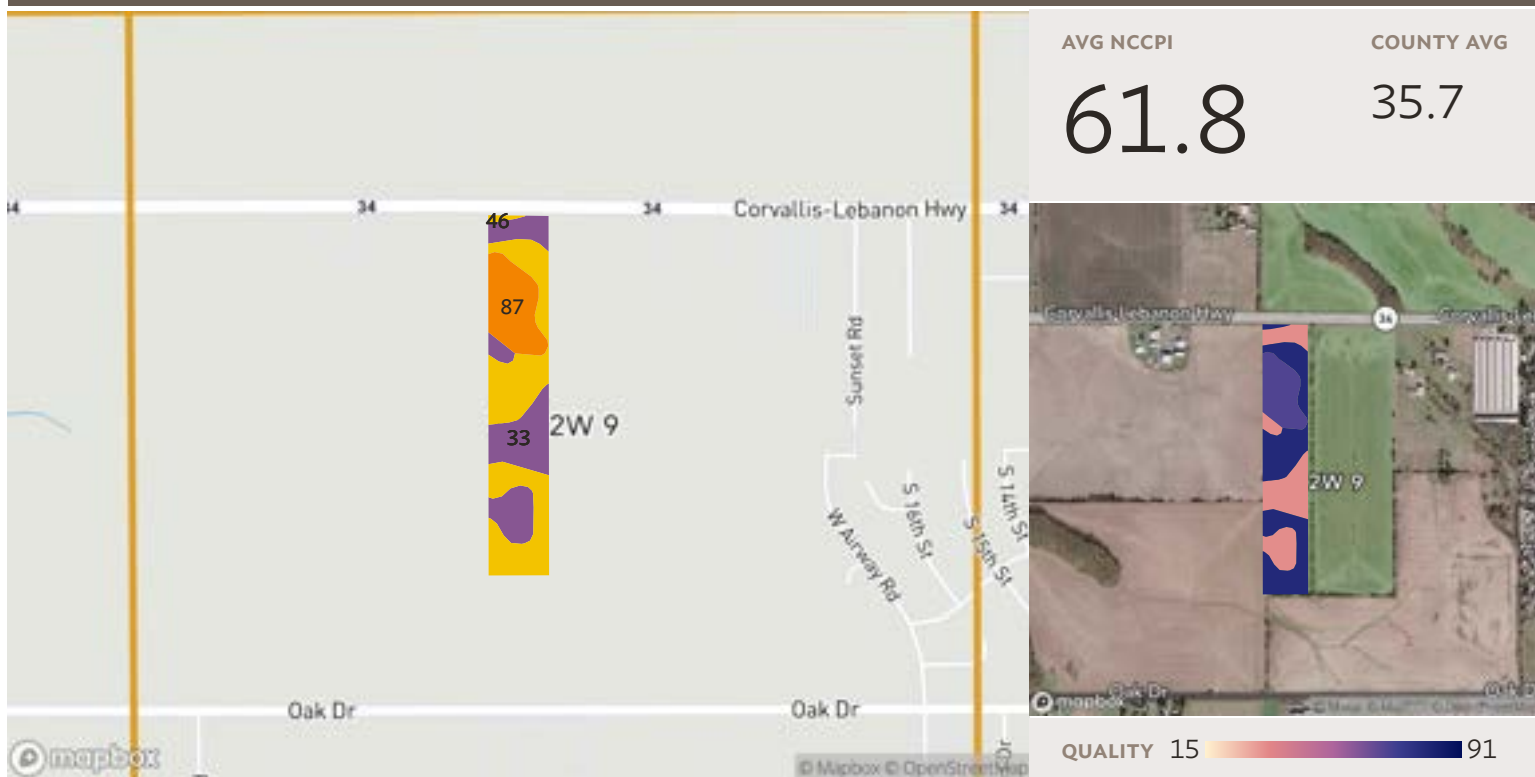 AVG NCCPI
COUNTY AVG
61.8
35.7
34
34
Corvallis-Lebanon Hwy
34
46
87
33
2W 9
Sunset Rd
W Airway Rd
S 16th St
S 15th St
S 14th St
Oak Dr
Oak Dr
Dr
mapbox
© Mapbox © OpenStreetMap
Corvallis-Lebanon Hwy
2W 9
Oak Dr
mapbox
QUALITY 15 91